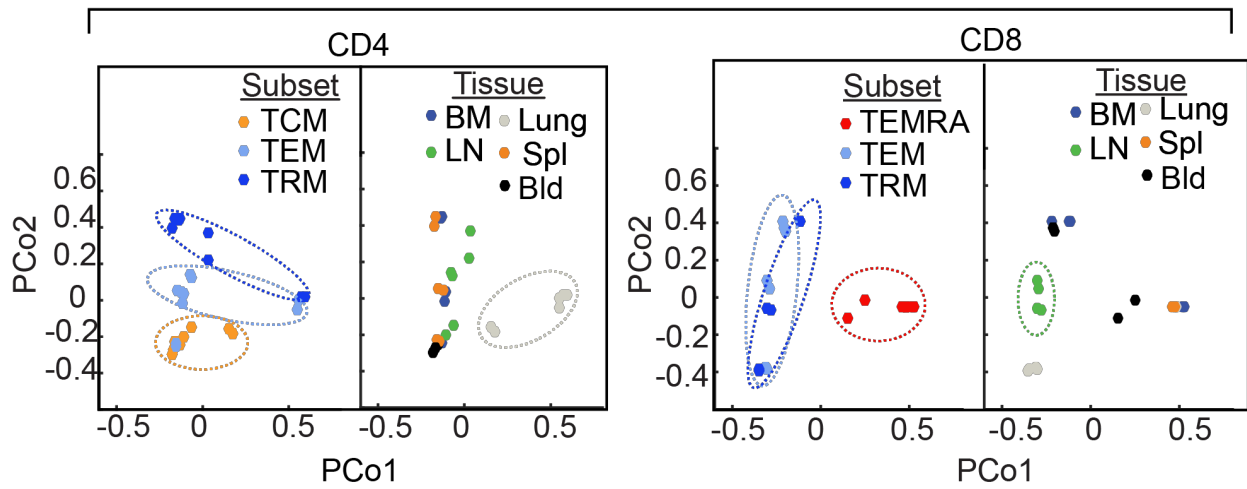 CD4
CD8
Subset
TCM
TEM
TRM
Tissue
BM
Lung
LN
Spl
Bld
Subset
TEMRA
TEM
TRM
Tissue
BM
Lung
LN
Spl
Bld
PCo2
0.6
0.4
0.2
0
-0.2
-0.4
PCo2
0.6
0.4
0.2
0
-0.2
-0.4
-0.5 0 0.5
-0.5 0 0.5
-0.5 0 0.5
-0.5 0 0.5
PCo1
PCo1